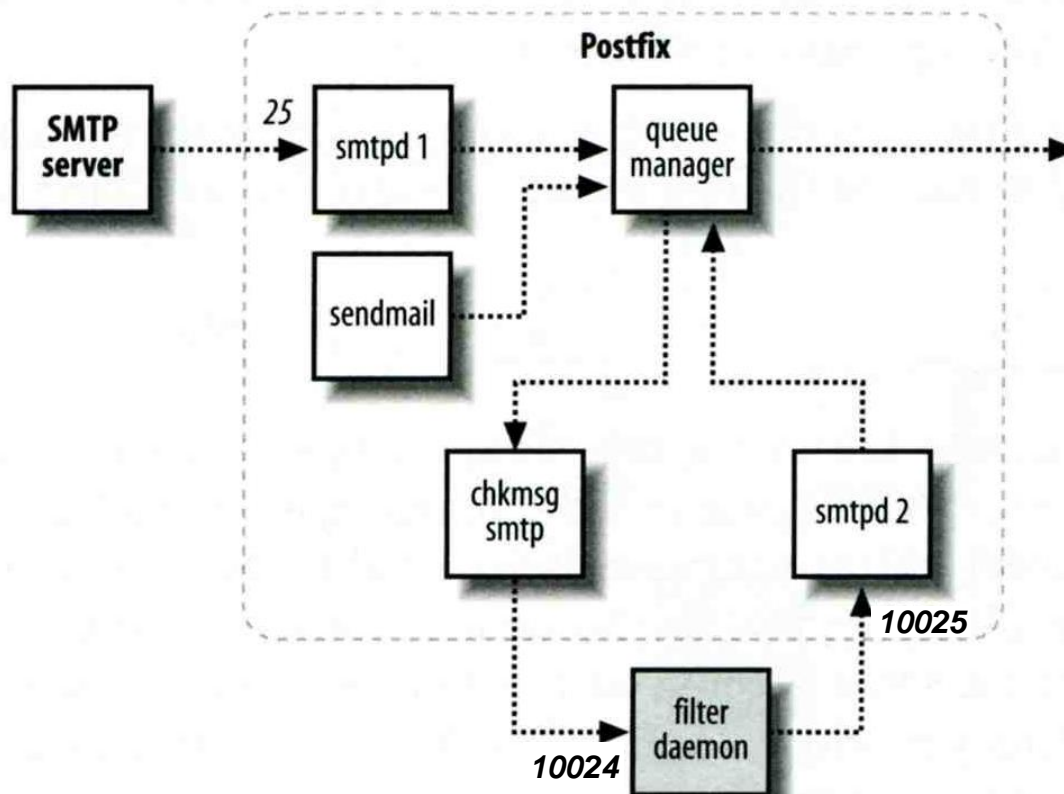 Postfix
SMTP
server
25
smtpd 1
queue
manager
sendmail
chkmsg
smtp
smtpd 2
10025
filter
daemon
10024